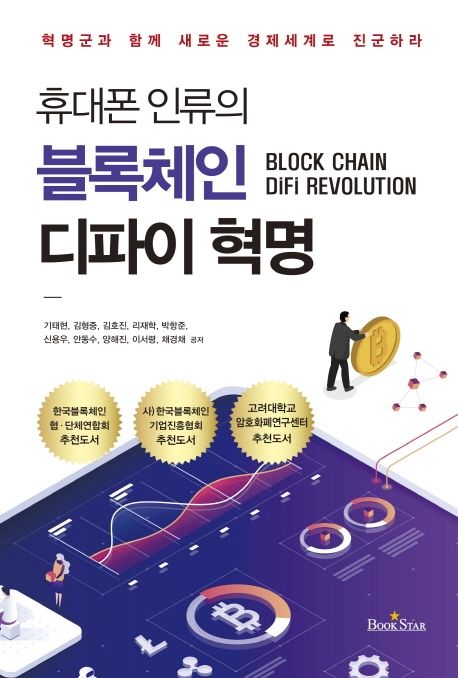 혁명군과 함께 새로운 경제세계로 진군하라
휴대폰 인류의
블록체인
BLOCK CHAIN
DiFi REVOLUTION
디파이 혁명
기태현, 김형중, 김호진, 리재학, 박항준,
신용우, 안동수, 양해진, 이서령, 채경채 공저
한국블록체인
협·단체연합회
추천도서
사) 한국블록체인
기업진흥협회
추천도서
고려대학교
암호화폐연구센터
추천도서
BOOK STAR